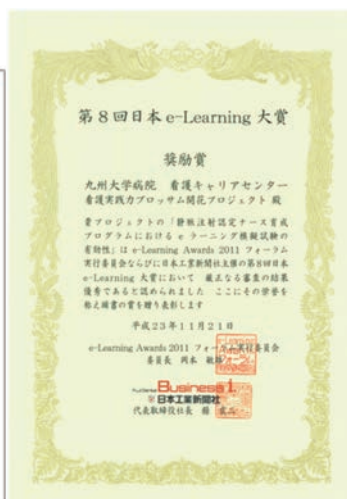 第8回日本e-Learning大賞
奨励賞
九州大学病院 看護キャリアセンター
看護実践力ブロッサム開花プロジェクト 殿
貴プロジェクトの「静脈注射認定ナース育成
プログラムにおけるeラーニング模擬試験の
有効性」は e-Learning Awards 2011 フォーラム
実行委員会ならびに日本工業新聞社主催の第8回日本
e-Learning 大賞において 厳正なる審査の結果
優秀であると認められました ここにその栄誉を
称え頭書の賞を贈り表彰します
平成23年11月21日
e-Learning Awards 2011 フォーラム実行委員会
委員長 岡本
Business i.
日本工業新聞社
代表取締役社長